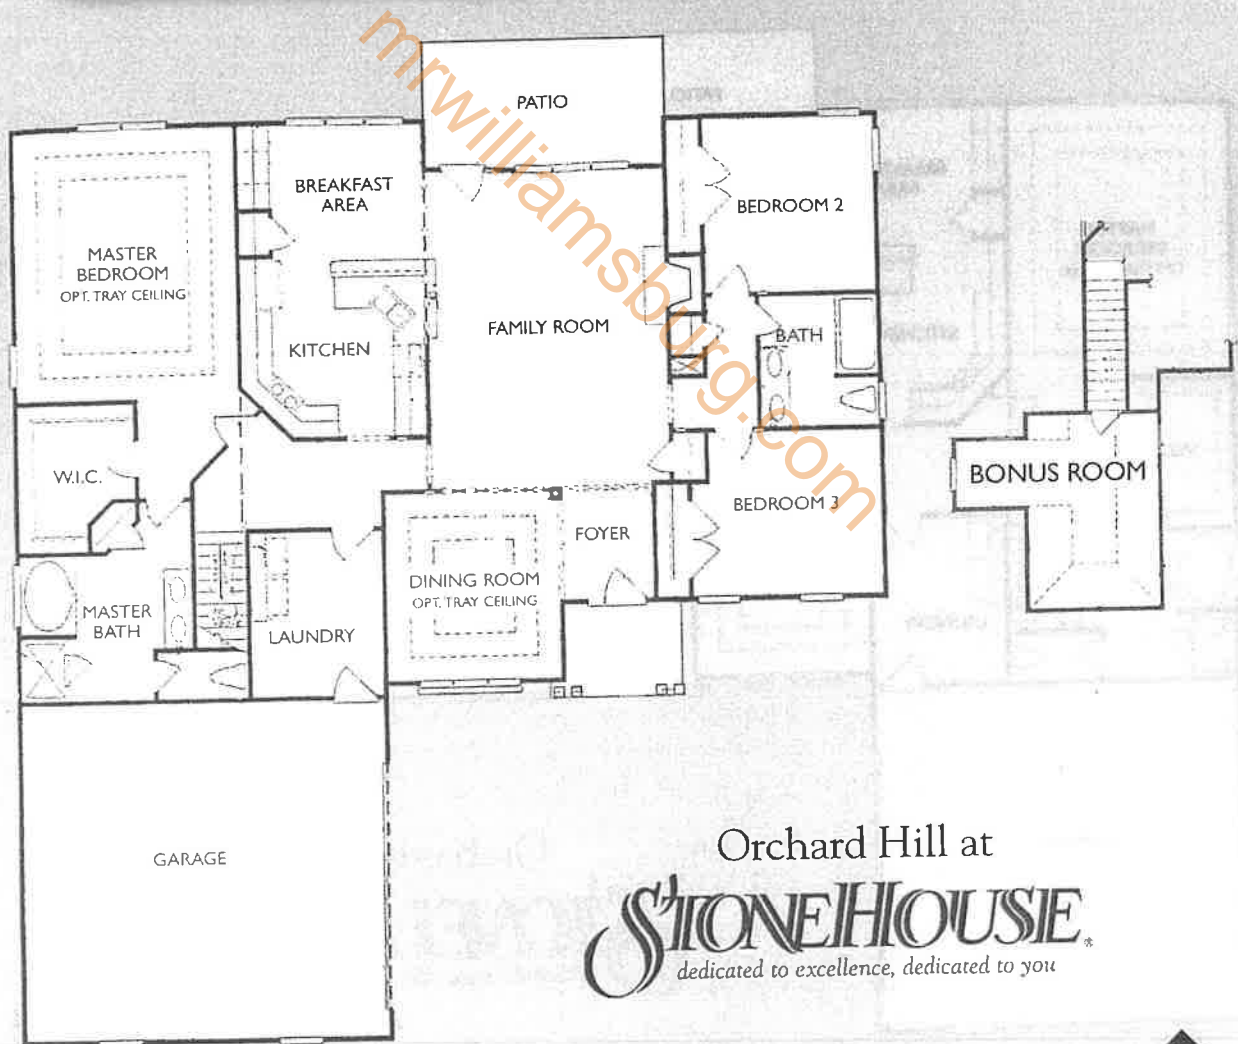 PATIO
BREAKFAST
AREA
BEDROOM 2
MASTER
BEDROOM
OPT. TRAY CEILING
FAMILY ROOM
BATH
KITCHEN
W.I.C.
BONUS ROOM
BEDROOM 3
FOYER
DINING ROOM
OPT. TRAY CEILING
MASTER
BATH
LAUNDRY
GARAGE
Orchard Hill at
STONEHOUSE
dedicated to excellence, dedicated to you
mrwilliamsburg.com